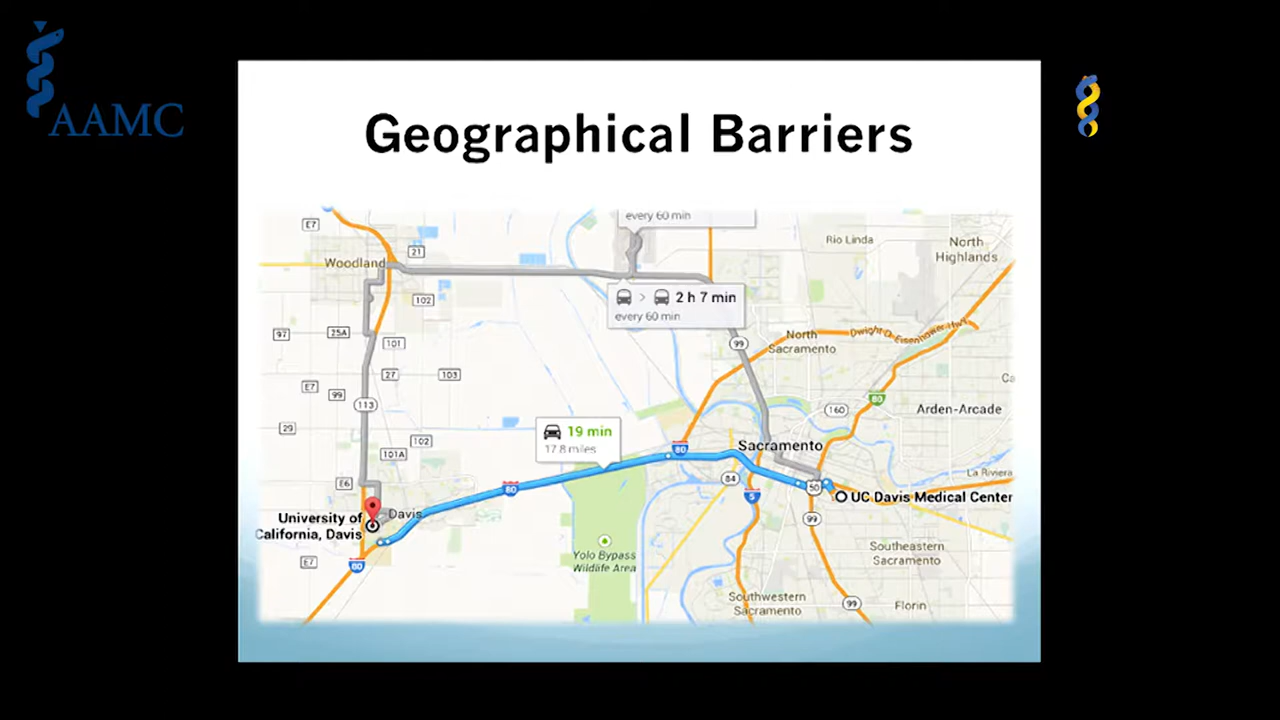 AAMC
Geographical Barriers
every 60 min
E7
Rio Linda
North
Highlands
21
Woodland
2 h 7 min
every 60 min
102
97
25A
101
99
North
Sacramento
Dwight D. Eisenhower Hwy
27
103
E7
99
113
160
80
Arden-Arcade
29
19 min
17.8 miles
102
101A
80
Sacramento
La Riviera
E6
80
84
5
50
UC Davis Medical Center
Davis
University of
California, Davis
99
Yolo Bypass
Wildlife Area
Southeastern
Sacramento
E7
80
Southwestern
Sacramento
99
Florin